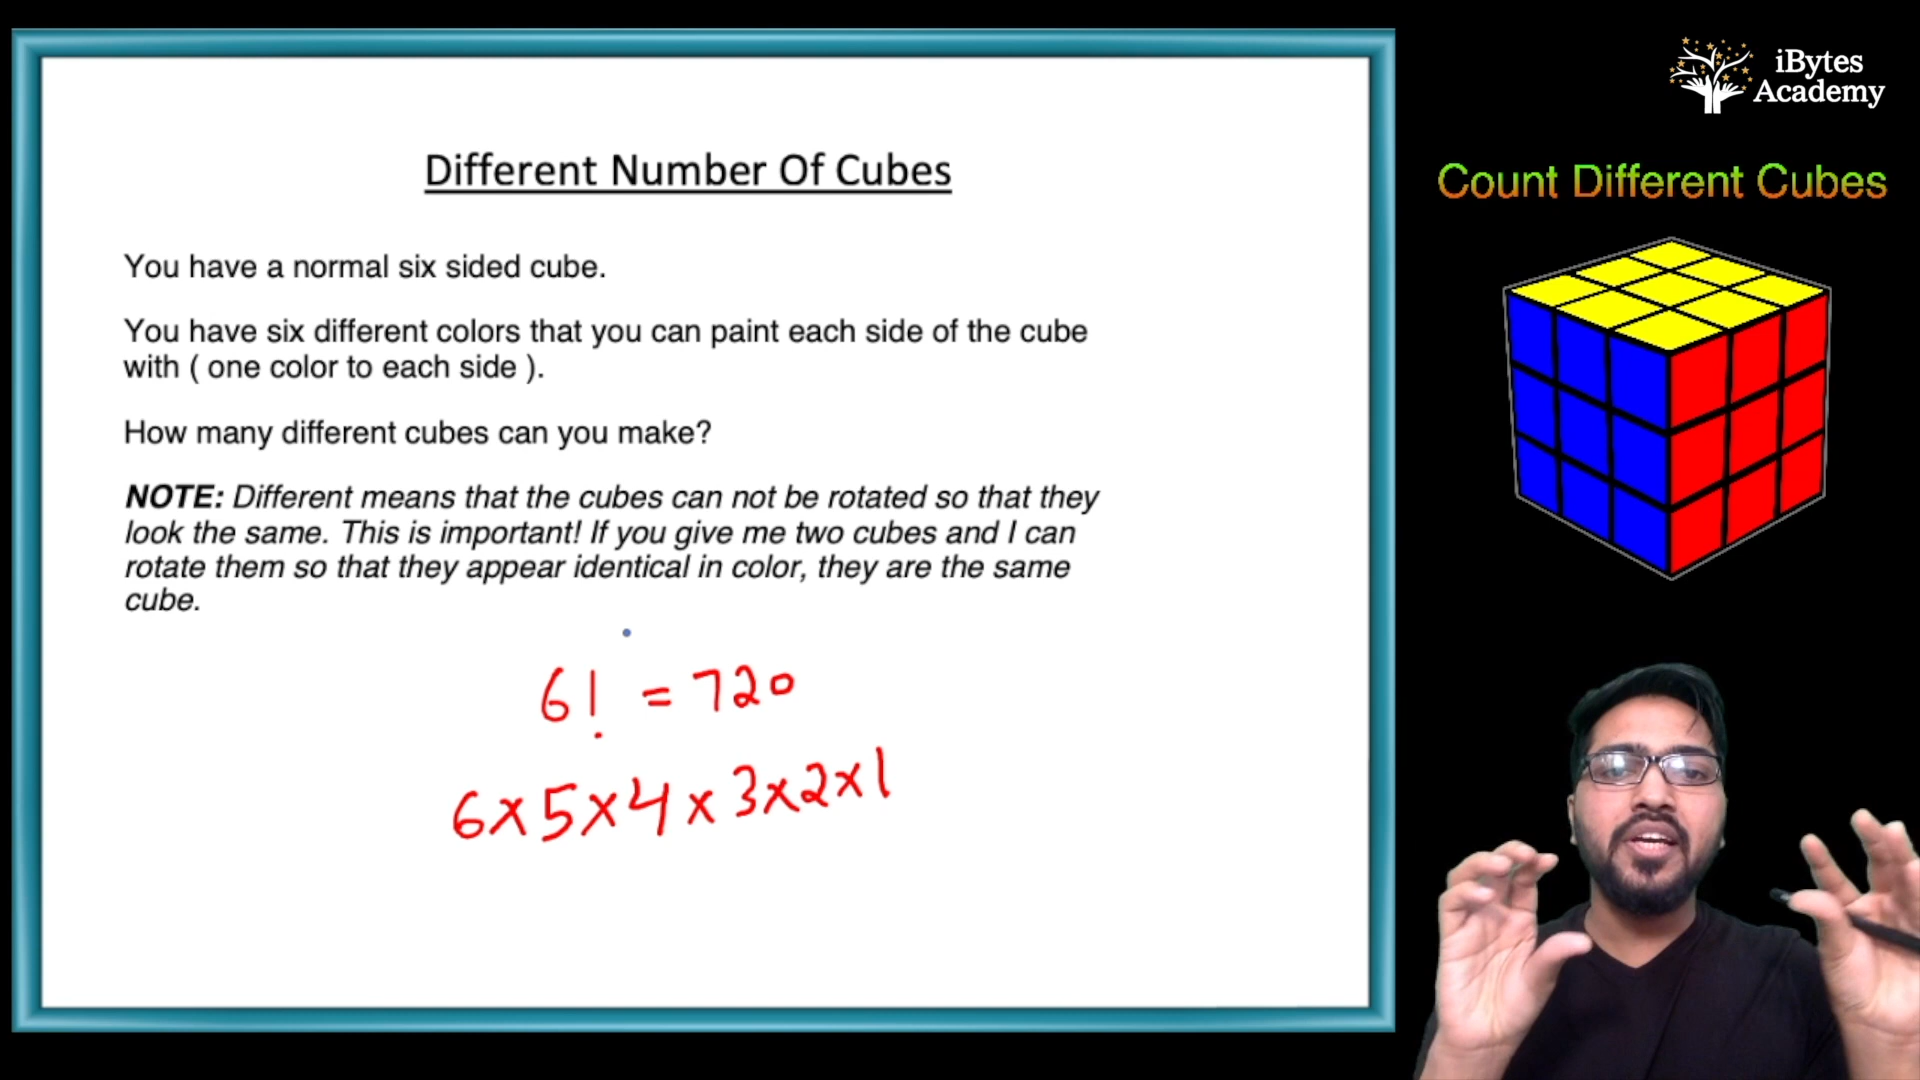 Different Number Of Cubes
You have a normal six sided cube.
You have six different colors that you can paint each side of the cube
with ( one color to each side ).
How many different cubes can you make?
NOTE: Different means that the cubes can not be rotated so that they
look the same. This is important! If you give me two cubes and I can
rotate them so that they appear identical in color, they are the same
cube.
6! = 720
6x5x4x3x2x1
iBytes
Academy
Count Different Cubes